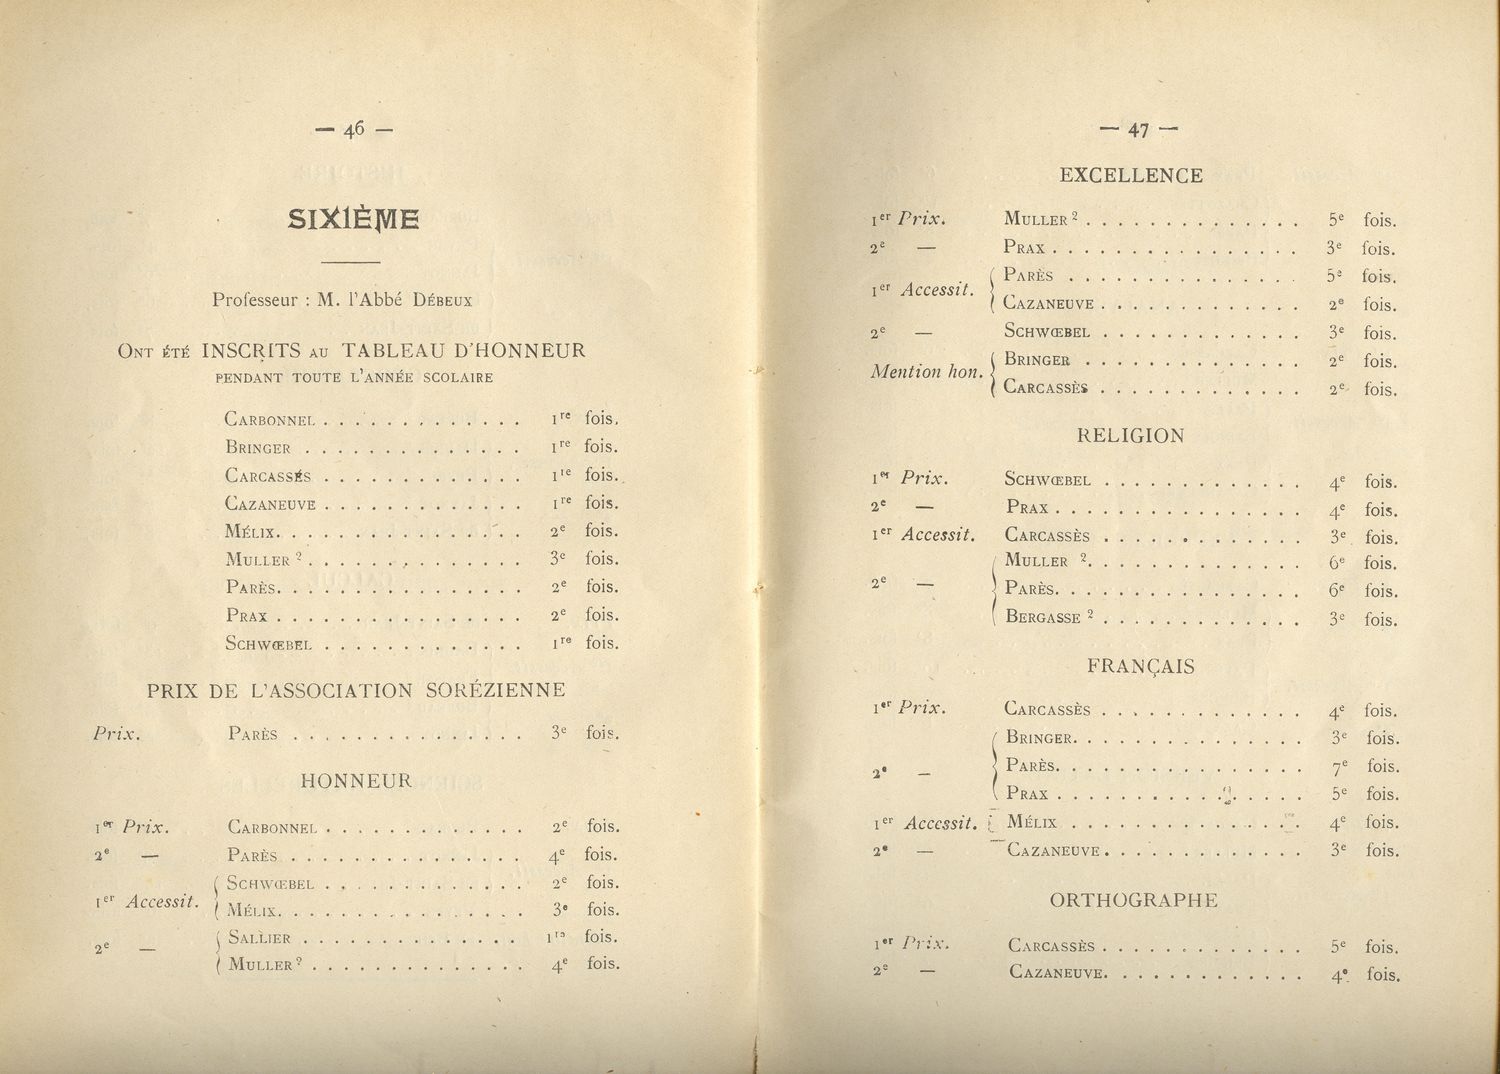 — 46 —
SIXIÈME
Professeur : M. l'Abbé DÉBEUX
ONT ÉTÉ INSCRITS AU TABLEAU D'HONNEUR
PENDANT TOUTE L'ANNÉE SCOLAIRE
CARBONNEL . . . . . . . . . . . . . 1re fois.
BRINGER . . . . . . . . . . . . . . 1re fois.
CARCASSÉS . . . . . . . . . . . . . 1re fois.
CAZANEUVE . . . . . . . . . . . . . 1re fois.
MÉLIX. . . . . . . . . . . . . . . . 2e fois.
MULLER 2 . . . . . . . . . . . . . . 3e fois.
PARÈS. . . . . . . . . . . . . . . . 2e fois.
PRAX . . . . . . . . . . . . . . . . 2e fois.
SCHWŒBEL . . . . . . . . . . . . . 1re fois.
PRIX DE L'ASSOCIATION SORÉZIENNE
Prix. PARÈS . . . . . . . . . . . . . . . 3e fois.
HONNEUR
1er Prix. CARBONNEL . . . . . . . . . . . . . 2e fois.
2e — PARÈS . . . . . . . . . . . . . . . 4e fois.
SCHWŒBEL . . . . . . . . . . . . . 2e fois.
1er Accessit.
MÉLIX. . . . . . . . . . . . . . . . 3e fois.
SALLIER . . . . . . . . . . . . . . 1re fois.
2e —
MULLER 2 . . . . . . . . . . . . . . 4e fois.
— 47 —
EXCELLENCE
1er Prix. MULLER 2 . . . . . . . . . . . . . . 5e fois.
2e — PRAX . . . . . . . . . . . . . . . . 3e fois.
PARÈS . . . . . . . . . . . . . . . 5e fois.
1er Accessit.
CAZANEUVE . . . . . . . . . . . . . 2e fois.
2e — SCHWŒBEL . . . . . . . . . . . . . 3e fois.
BRINGER . . . . . . . . . . . . . . 2e fois.
Mention hon.
CARCASSÈS . . . . . . . . . . . . . 2e fois.
RELIGION
1er Prix. SCHWŒBEL . . . . . . . . . . . . . 4e fois.
2e — PRAX . . . . . . . . . . . . . . . . 4e fois.
1er Accessit. CARCASSÈS . . . . . . . . . . . . . 3e fois.
MULLER 2. . . . . . . . . . . . . . 6e fois.
2e — PARÈS. . . . . . . . . . . . . . . . 6e fois.
BERGASSE 2 . . . . . . . . . . . . . 3e fois.
FRANÇAIS
1er Prix. CARCASSÈS . . . . . . . . . . . . . 4e fois.
BRINGER. . . . . . . . . . . . . . . 3e fois.
2e — PARÈS. . . . . . . . . . . . . . . . 7e fois.
PRAX . . . . . . . . . . . . . . . . 5e fois.
1er Accessit. MÉLIX . . . . . . . . . . . . . . . 4e fois.
2e — CAZANEUVE . . . . . . . . . . . . . 3e fois.
ORTHOGRAPHE
1er Prix. CARCASSÈS . . . . . . . . . . . . . 5e fois.
2e — CAZANEUVE. . . . . . . . . . . . . 4e fois.